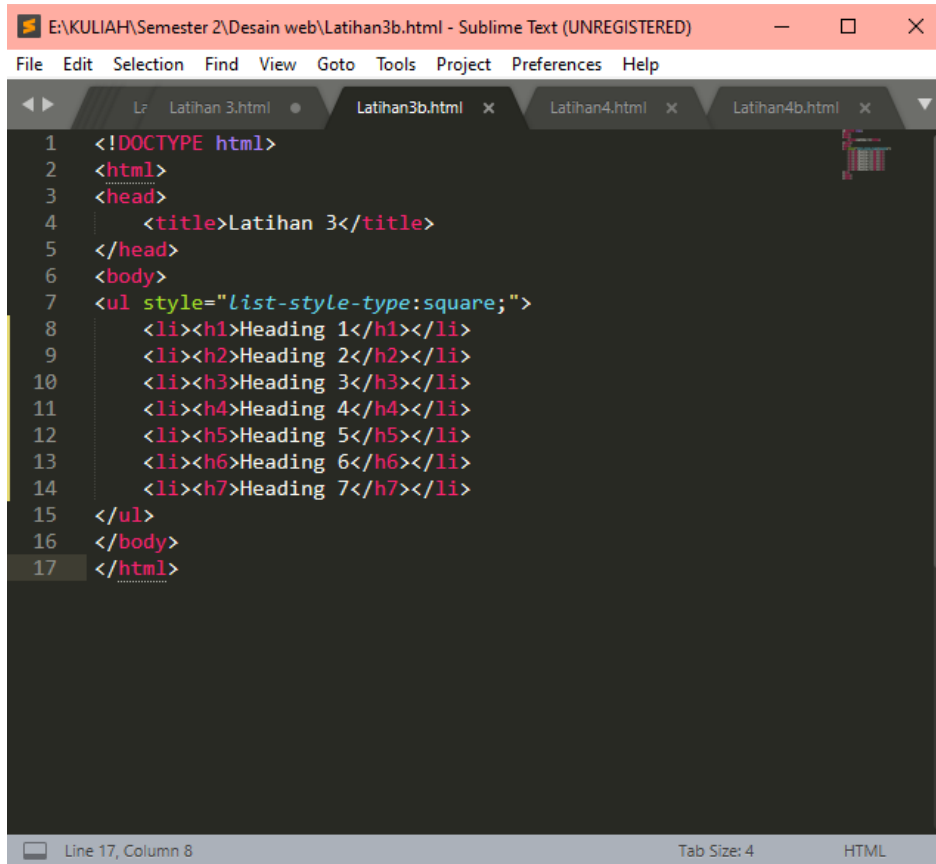 E:\KULIAH\Semester 2\Desain web\Latihan3b.html - Sublime Text (UNREGISTERED)
File Edit Selection Find View Goto Tools Project Preferences Help
La Latihan 3.html Latihan3b.html Latihan4.html Latihan4b.html
1 <!DOCTYPE html>
2 <html>
3 <head>
4 <title>Latihan 3</title>
5 </head>
6 <body>
7 <ul style="list-style-type:square;">
8 <li><h1>Heading 1</h1></li>
9 <li><h2>Heading 2</h2></li>
10 <li><h3>Heading 3</h3></li>
11 <li><h4>Heading 4</h4></li>
12 <li><h5>Heading 5</h5></li>
13 <li><h6>Heading 6</h6></li>
14 <li><h7>Heading 7</h7></li>
15 </ul>
16 </body>
17 </html>
Line 17, Column 8 Tab Size: 4 HTML